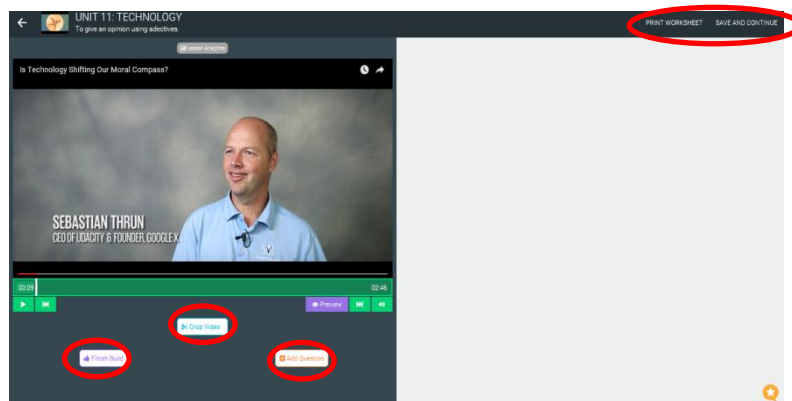 UNIT 11: TECHNOLOGY
To give an opinion using adectives.
PRINT WORKSHEET SAVE AND CONTINUE
Lesson Analytics
Is Technology Shifting Our Moral Compass?
SEBASTIAN THRUN
CEO OF UDACITY & FOUNDER, GOOGLE X
00:09 02:46
Preview
Crop Video
Finish Build Add Question